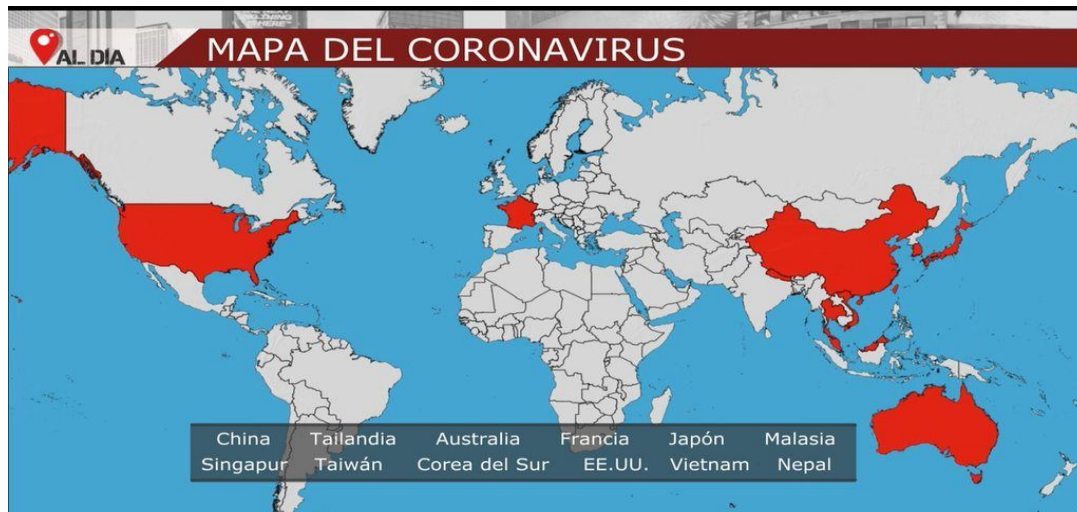 AL DÍA
MAPA DEL CORONAVIRUS
China Tailandia Australia Francia Japón Malasia
Singapur Taiwán Corea del Sur EE.UU. Vietnam Nepal